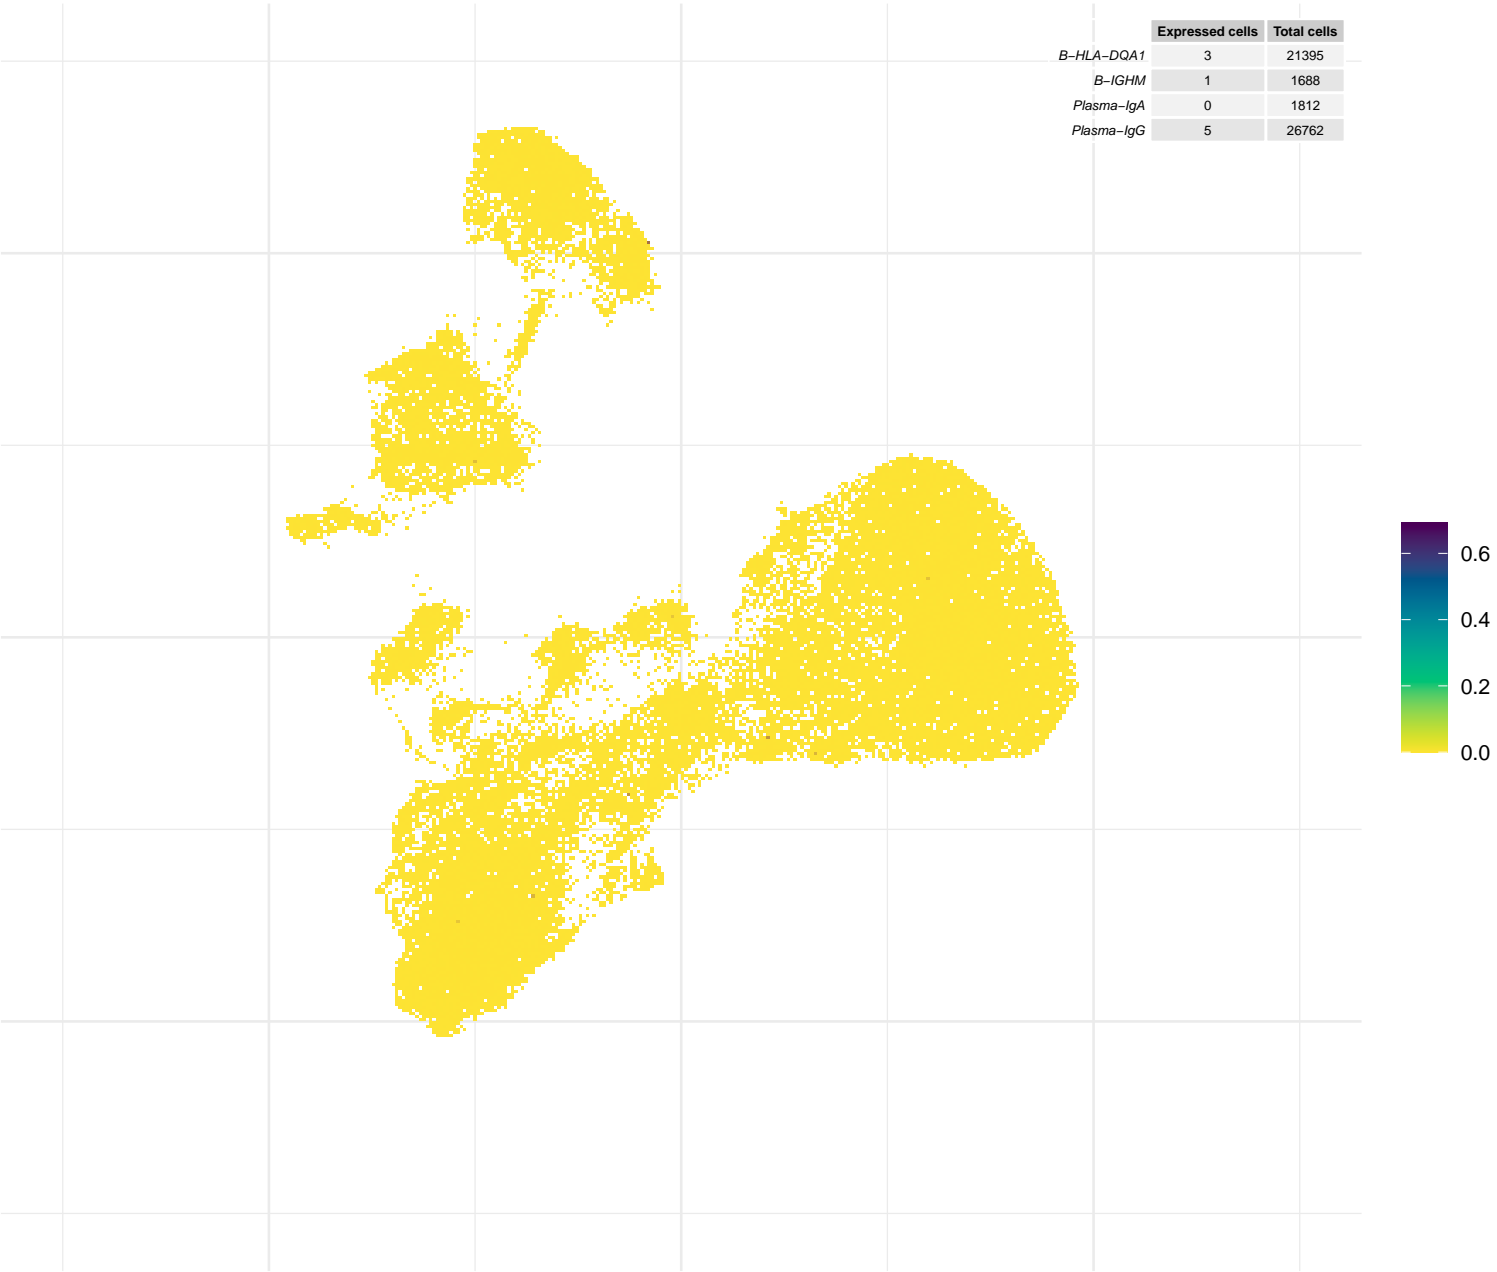 Expressed cells Total cells
B−HLA−DQA1 3 21395
B−IGHM 1 1688
Plasma−IgA 0 1812
Plasma−IgG 5 26762
0.6
0.4
0.2
0.0